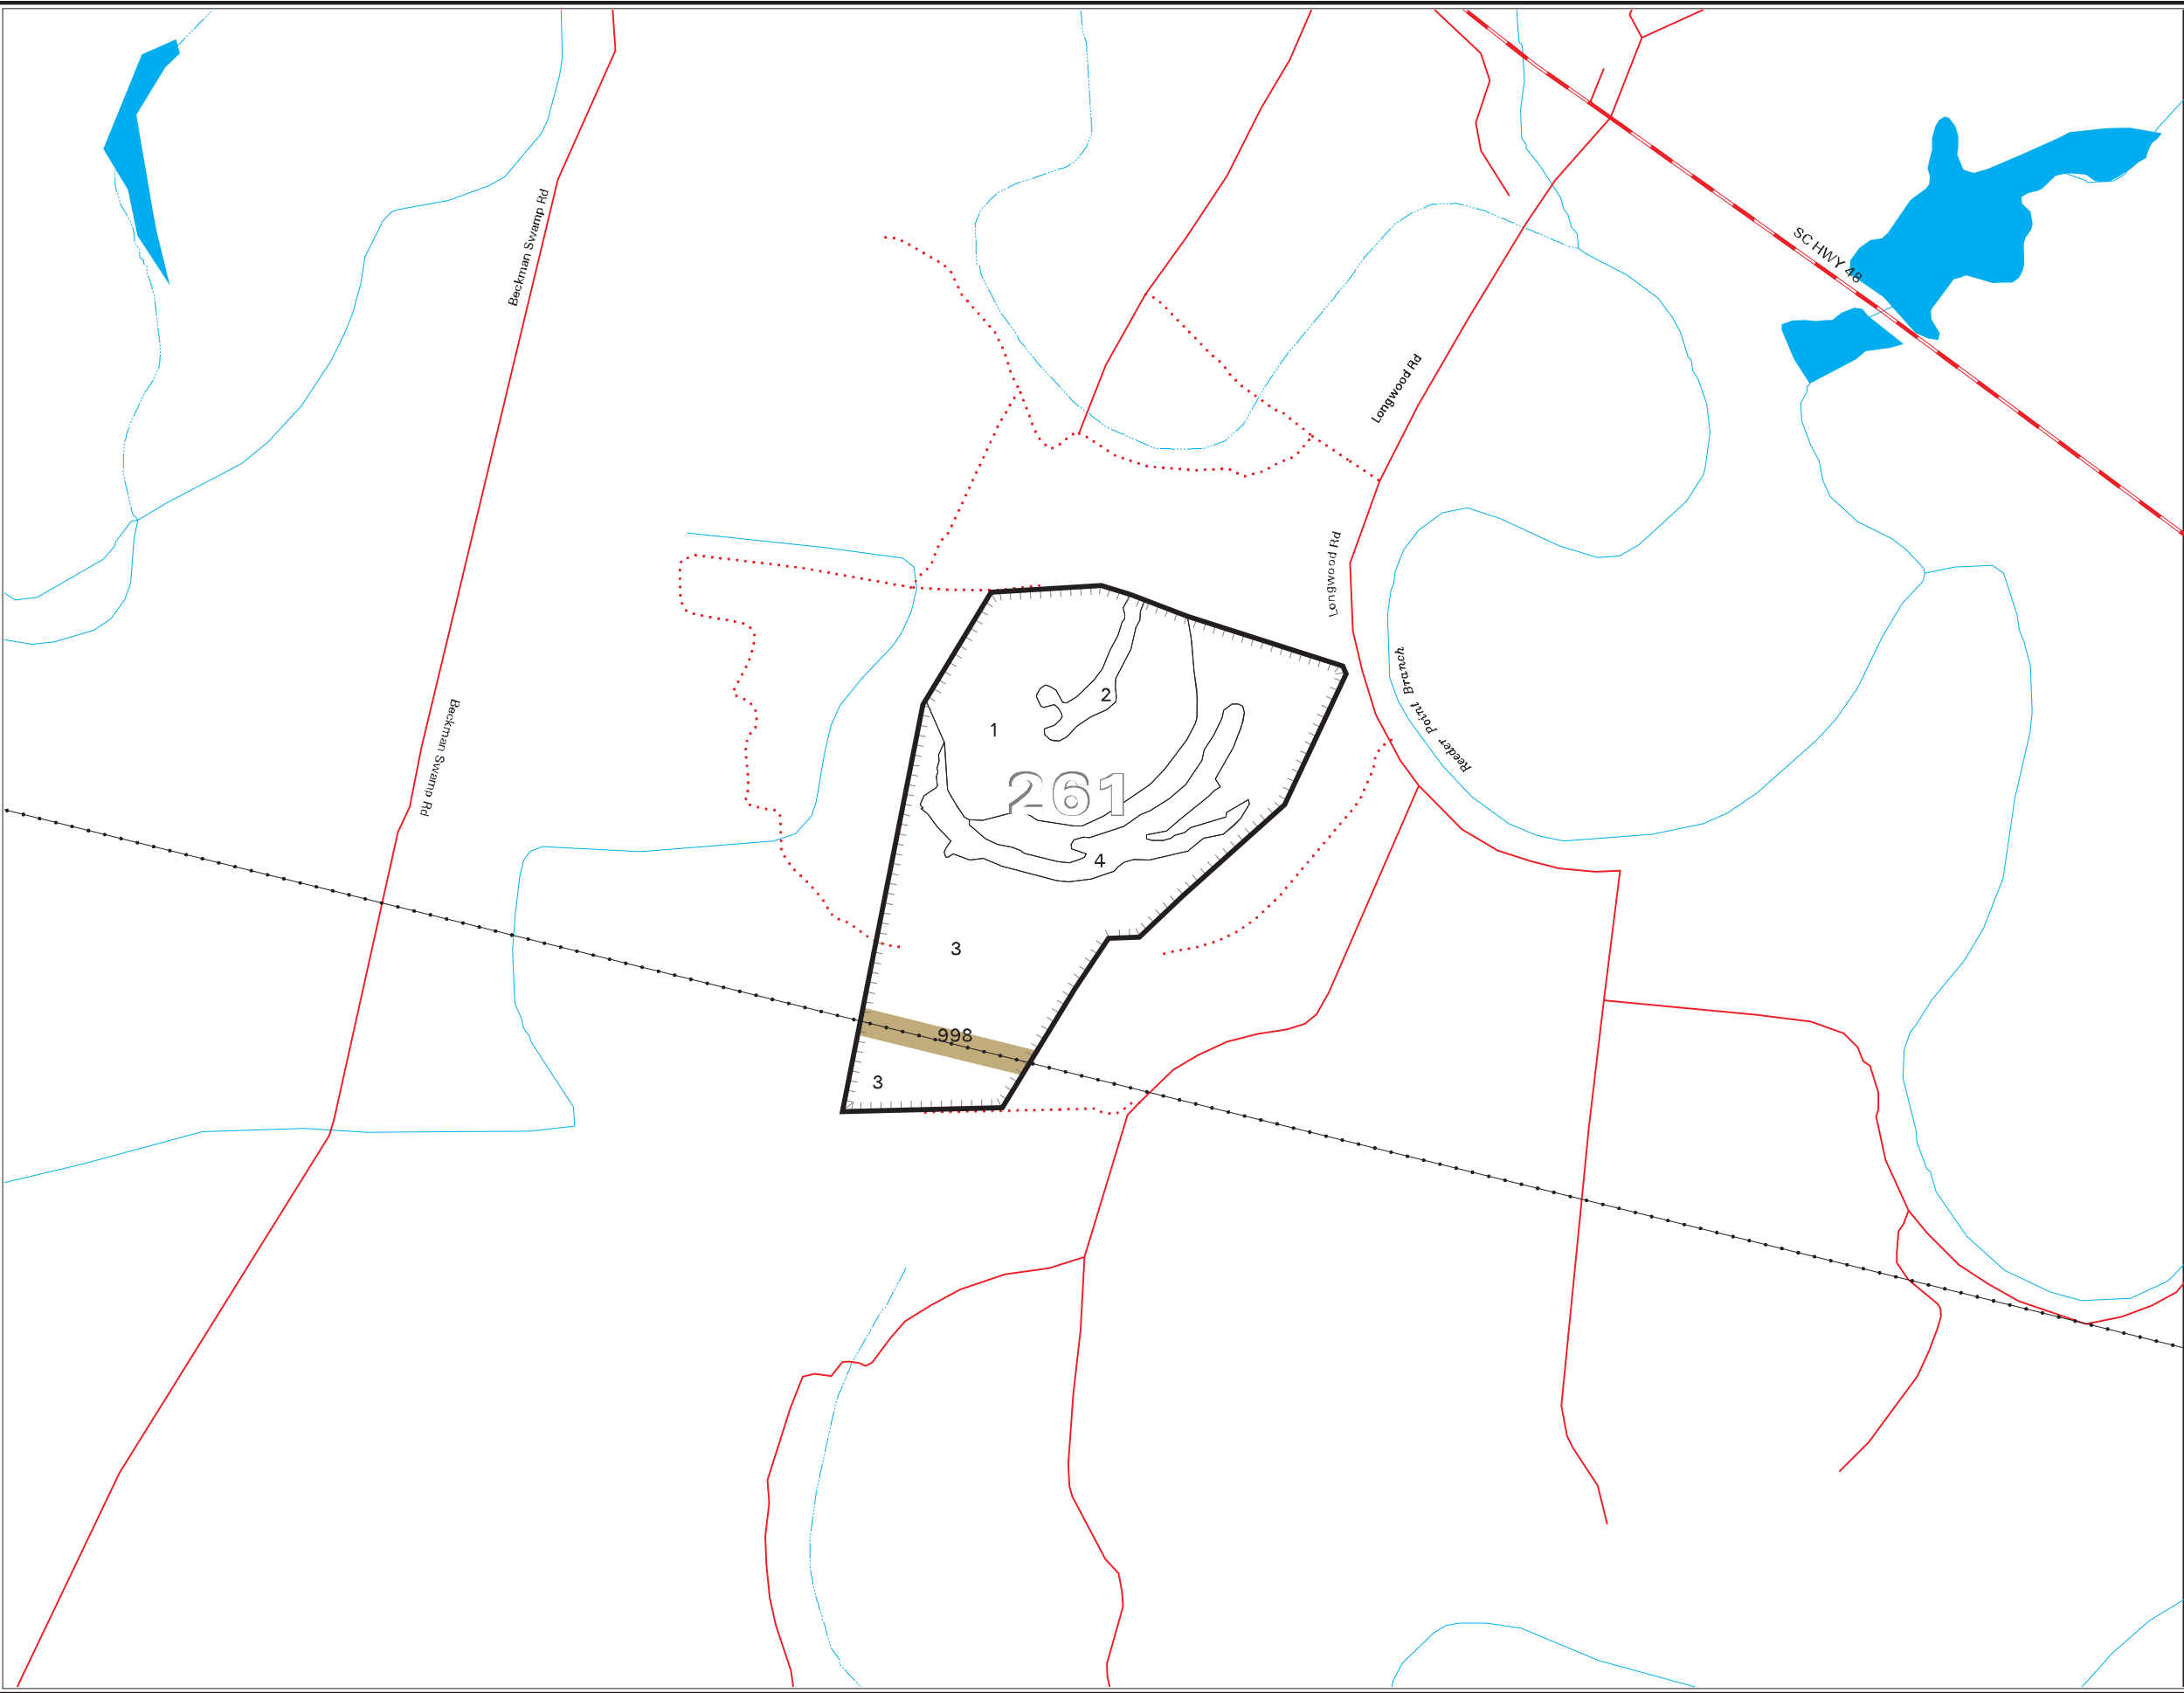 Beckman Swamp Rd
SC HWY 48
Longwood Rd
Longwood Rd
Reeder Point Branch
2
1
Beckman Swamp Rd
261
4
3
998
3